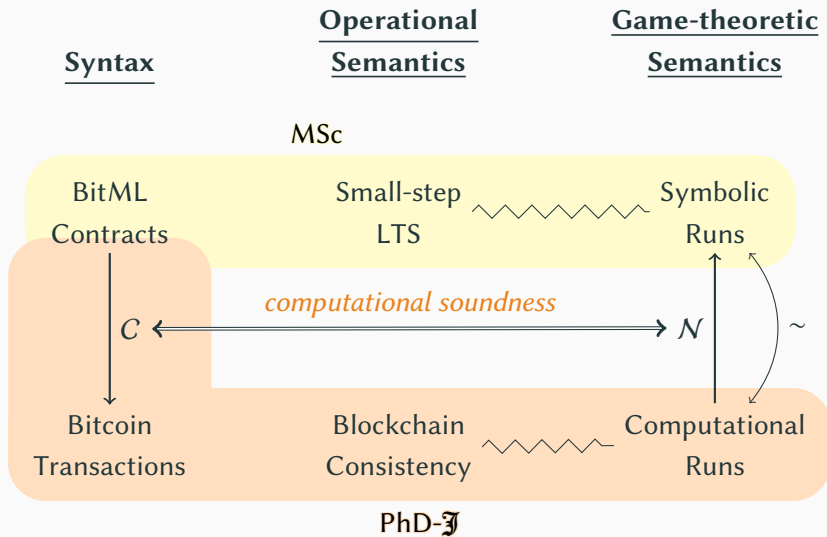 Syntax
Operational
Semantics
Game-theoretic
Semantics
MSc
BitML
Contracts
Small-step
LTS
Symbolic
Runs
computational soundness
𝒞
𝒩
~
Bitcoin
Transactions
Blockchain
Consistency
Computational
Runs
PhD-𝕵